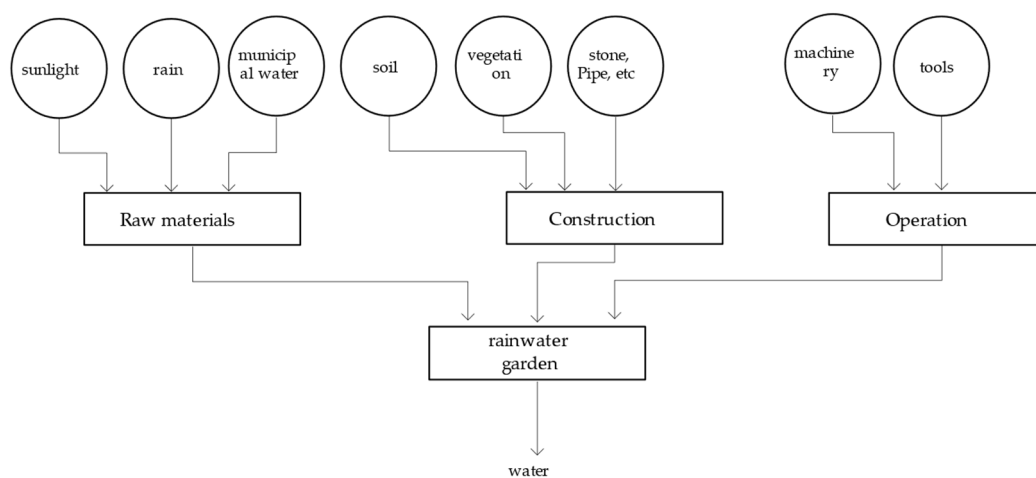 sunlight
rain
municip
al water
soil
vegetati
on
stone,
Pipe, etc
machine
ry
tools
Raw materials
Construction
Operation
rainwater
garden
water